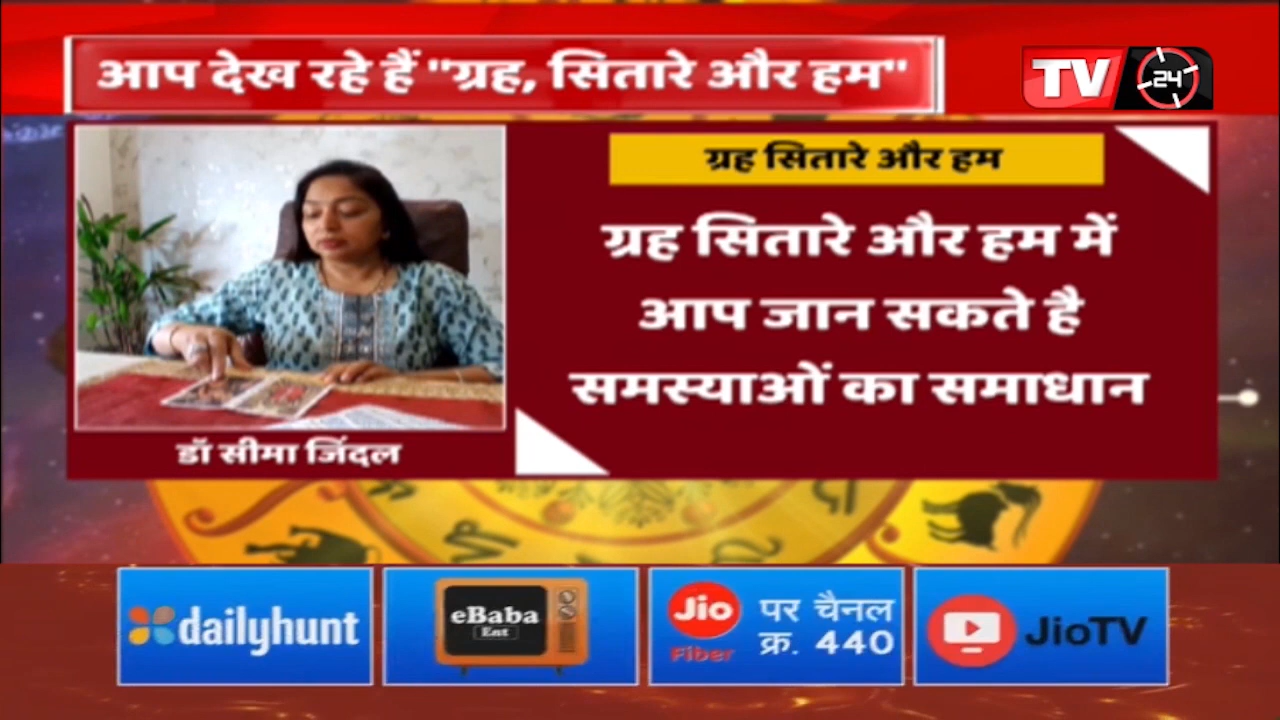 आप देख रहे हैं "ग्रह, सितारे और हम"
TV 24
ग्रह सितारे और हम
ग्रह सितारे और हम में
आप जान सकते है
समस्याओं का समाधान
डॉ सीमा जिंदल
dailyhunt
eBaba
Ent
Jio
Fiber
पर चैनल
क्र. 440
JioTV